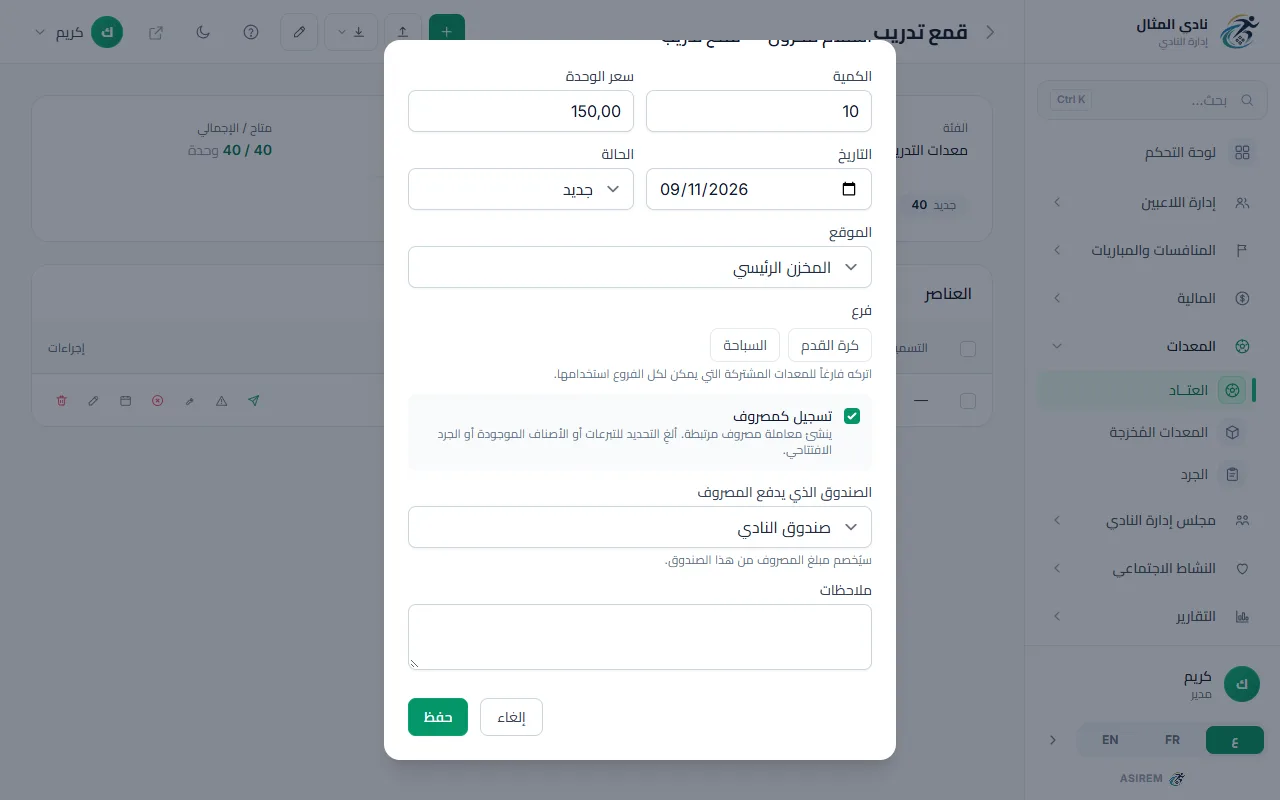 نادي المثال
إدارة النادي
بحث...
Ctrl K
لوحة التحكم
إدارة اللاعبين
المنافسات والمباريات
المالية
المعدات
العتـاد
المعدات المُخرَجة
الجرد
مجلس إدارة النادي
النشاط الاجتماعي
التقارير
كريم
مدير
ك
ع
FR
EN
ASIREM
قمع تدريب
ك
كريم
الفئة
متاح / الإجمالي
40 / 40 وحدة
جديد 40
العناصر
إجراءات
—
الكمية
سعر الوحدة
10
150,00
التاريخ
الحالة
09/11/2026
جديد
الموقع
المخزن الرئيسي
فرع
كرة القدم
السباحة
اتركه فارغاً للمعدات المشتركة التي يمكن لكل الفروع استخدامها.
تسجيل كمصروف
ينشئ معاملة مصروف مرتبطة. ألغِ التحديد للتبرعات أو الأصناف الموجودة أو الجرد
الافتتاحي.
الصندوق الذي يدفع المصروف
صندوق النادي
سيُخصم مبلغ المصروف من هذا الصندوق.
ملاحظات
إلغاء
حفظ